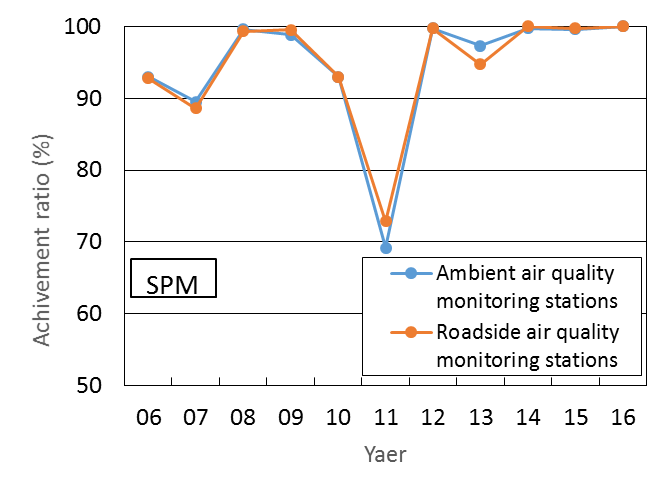 100
90
80
70
60
50
Achivement ratio (%)
SPM
Ambient air quality
monitoring stations
Roadside air quality
monitoring stations
06 07 08 09 10 11 12 13 14 15 16
Yaer